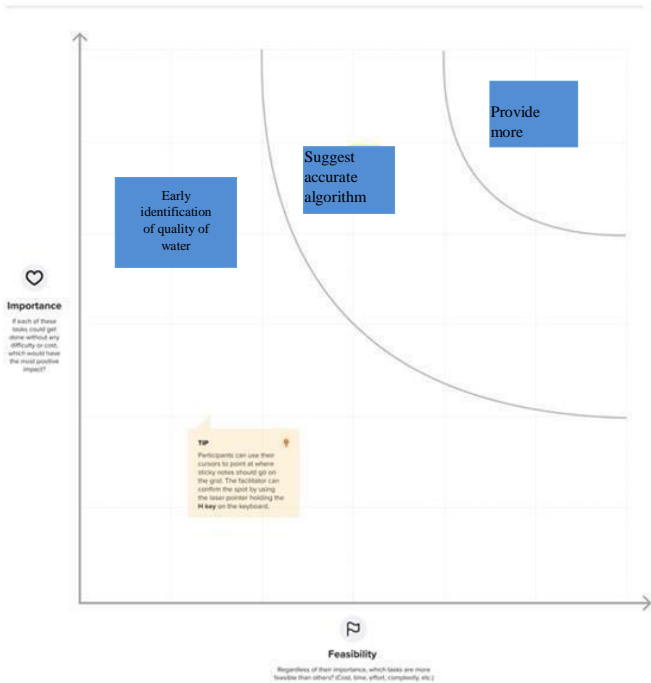 Provide
more
Suggest
accurate
algorithm
Early
identification
of quality of
water
Importance
If each of these
tasks could get
done without any
difficulty or cost,
which would have
the most positive
impact?
TIP
Participants can use their
cursors to point at where
sticky notes should go on
the grid. The facilitator can
confirm the spot by using
the laser pointer holding the
H key on the keyboard.
Feasibility
Regardless of their importance, which tasks are more
feasible than others? (Cost, time, effort, complexity, etc.)